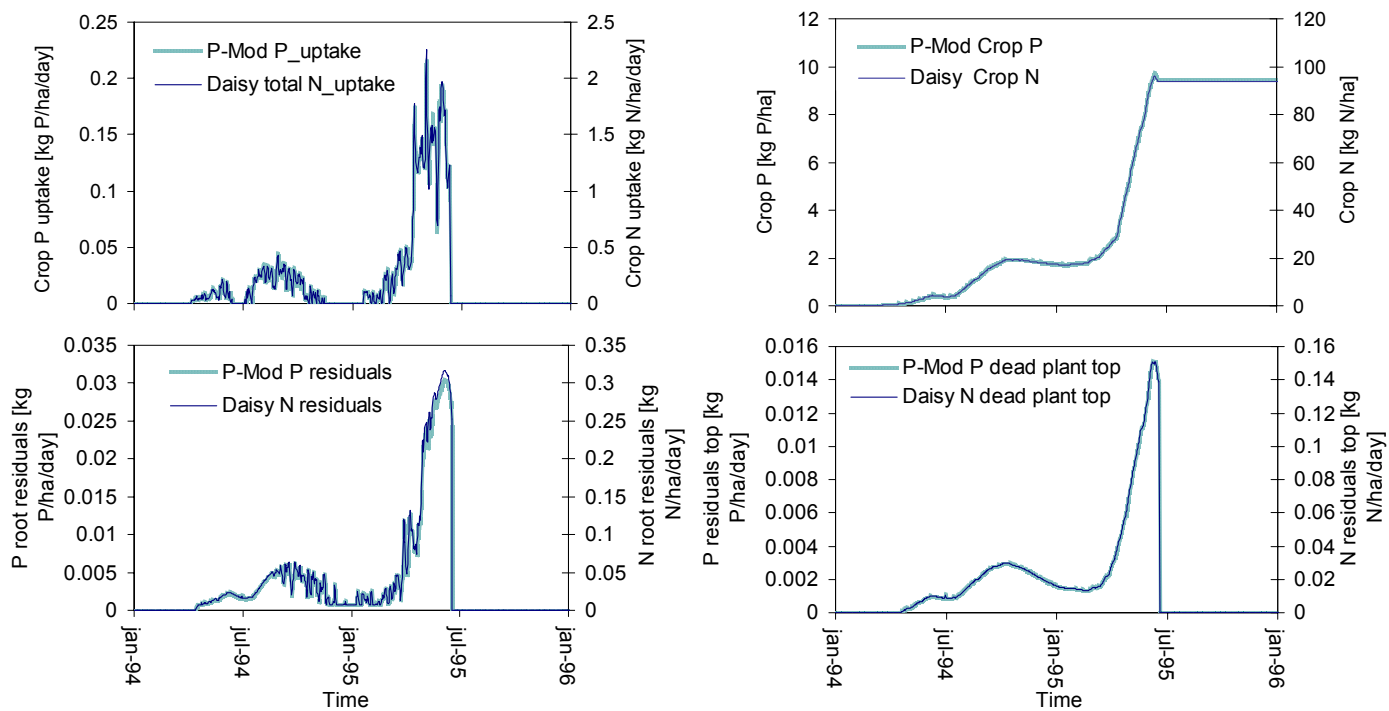 0.25
0.2
0.15
0.1
0.05
0
Crop P uptake [kg P/ha/day]
P-Mod P_uptake
Daisy total N_uptake
2.5
2
1.5
1
0.5
0
Crop N uptake [kg N/ha/day]
12
10
8
6
4
2
0
Crop P [kg P/ha]
P-Mod Crop P
Daisy Crop N
120
100
80
60
40
20
0
Crop N [kg N/ha]
0.035
0.03
0.025
0.02
0.015
0.01
0.005
0
P root residuals [kg
P/ha/day]
P-Mod P residuals
Daisy N residuals
0.35
0.3
0.25
0.2
0.15
0.1
0.05
0
N root residuals [kg
N/ha/day]
jan-94
jul-94
jan-95
jul-95
jan-96
Time
0.016
0.014
0.012
0.01
0.008
0.006
0.004
0.002
0
P residuals top [kg
P/ha/day]
P-Mod P dead plant top
Daisy N dead plant top
0.16
0.14
0.12
0.1
0.08
0.06
0.04
0.02
0
N residuals top [kg
N/ha/day]
jan-94
jul-94
jan-95
jul-95
jan-96
Time